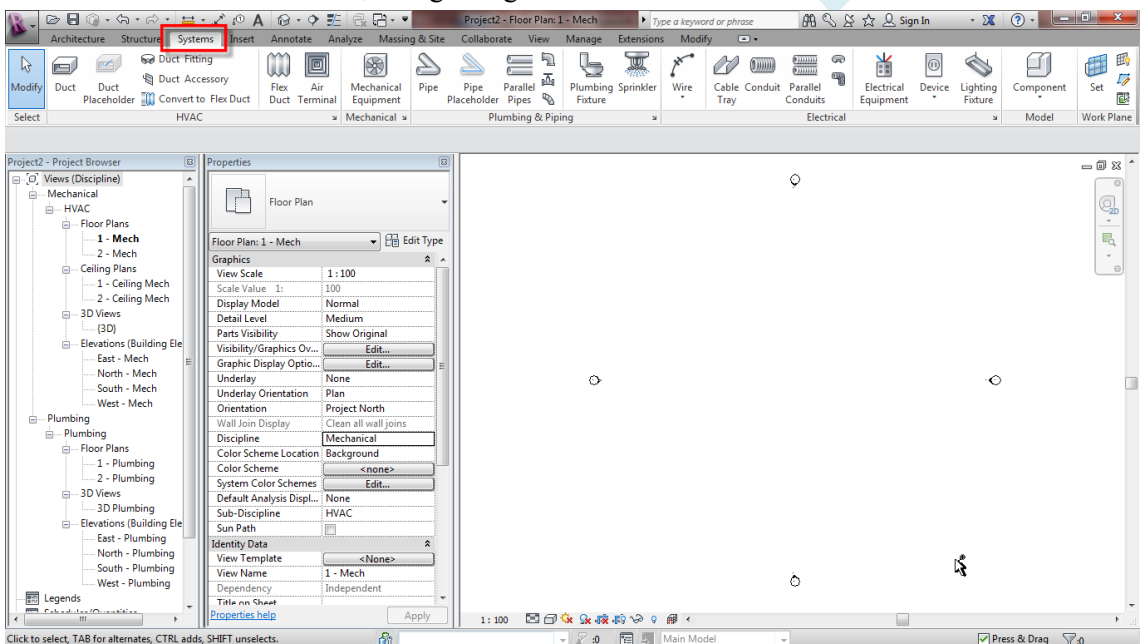 Project2 - Floor Plan: 1 - Mech
Type a keyword or phrase
Sign In
Architecture Structure Systems Insert Annotate Analyze Massing & Site Collaborate View Manage Extensions Modify
Modify
Duct
Duct Placeholder
Duct Fitting
Duct Accessory
Convert to Flex Duct
Flex Duct
Air Terminal
Mechanical Equipment
Pipe
Pipe Placeholder
Parallel Pipes
Plumbing Fixture
Sprinkler
Wire
Cable Tray
Conduit
Parallel Conduits
Electrical Equipment
Device
Lighting Fixture
Component
Set
Select HVAC Mechanical Plumbing & Piping Electrical Model Work Plane
Project2 - Project Browser
Views (Discipline)
Mechanical
HVAC
Floor Plans
1 - Mech
2 - Mech
Ceiling Plans
1 - Ceiling Mech
2 - Ceiling Mech
3D Views
{3D}
Elevations (Building Ele
East - Mech
North - Mech
South - Mech
West - Mech
Plumbing
Plumbing
Floor Plans
1 - Plumbing
2 - Plumbing
3D Views
3D Plumbing
Elevations (Building Ele
East - Plumbing
North - Plumbing
South - Plumbing
West - Plumbing
Legends
Properties
Floor Plan
Floor Plan: 1 - Mech Edit Type
Graphics
View Scale 1 : 100
Scale Value 1: 100
Display Model Normal
Detail Level Medium
Parts Visibility Show Original
Visibility/Graphics Ov... Edit...
Graphic Display Optio... Edit...
Underlay None
Underlay Orientation Plan
Orientation Project North
Wall Join Display Clean all wall joins
Discipline Mechanical
Color Scheme Location Background
Color Scheme <none>
System Color Schemes Edit...
Default Analysis Displ... None
Sub-Discipline HVAC
Sun Path
Identity Data
View Template <None>
View Name 1 - Mech
Dependency Independent
Title on Sheet
Properties help Apply
2D
1 : 100
Click to select, TAB for alternates, CTRL adds, SHIFT unselects.
:0
Main Model
Press & Drag
:0